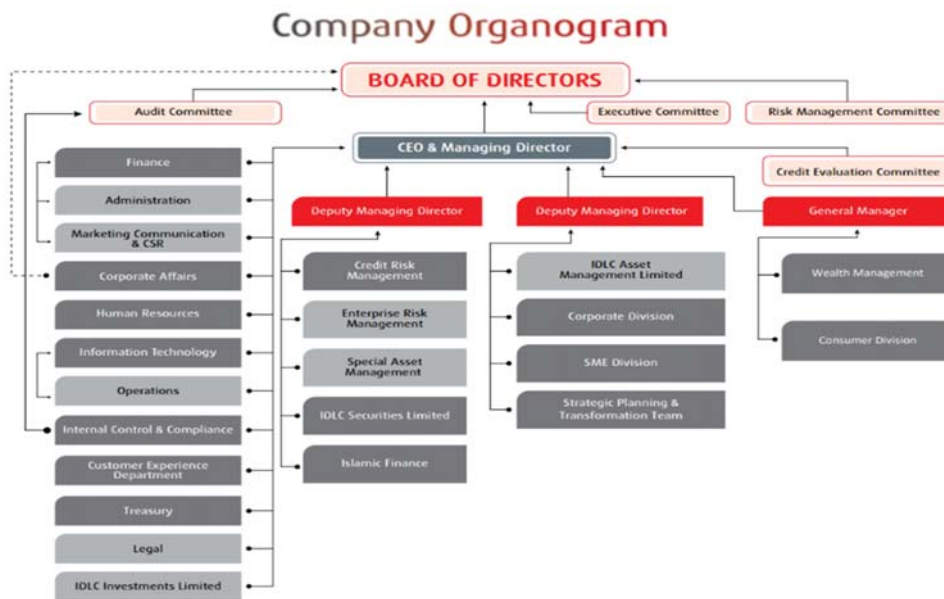 Company Organogram
BOARD OF DIRECTORS
Audit Committee
Executive Committee
Risk Management Committee
CEO & Managing Director
Credit Evaluation Committee
Finance
Administration
Marketing Communication
& CSR
Corporate Affairs
Human Resources
Information Technology
Operations
Internal Control & Compliance
Customer Experience
Department
Treasury
Legal
IDLC Investments Limited
Deputy Managing Director
Credit Risk
Management
Enterprise Risk
Management
Special Asset
Management
IDLC Securities Limited
Islamic Finance
Deputy Managing Director
IDLC Asset
Management Limited
Corporate Division
SME Division
Strategic Planning &
Transformation Team
General Manager
Wealth Management
Consumer Division